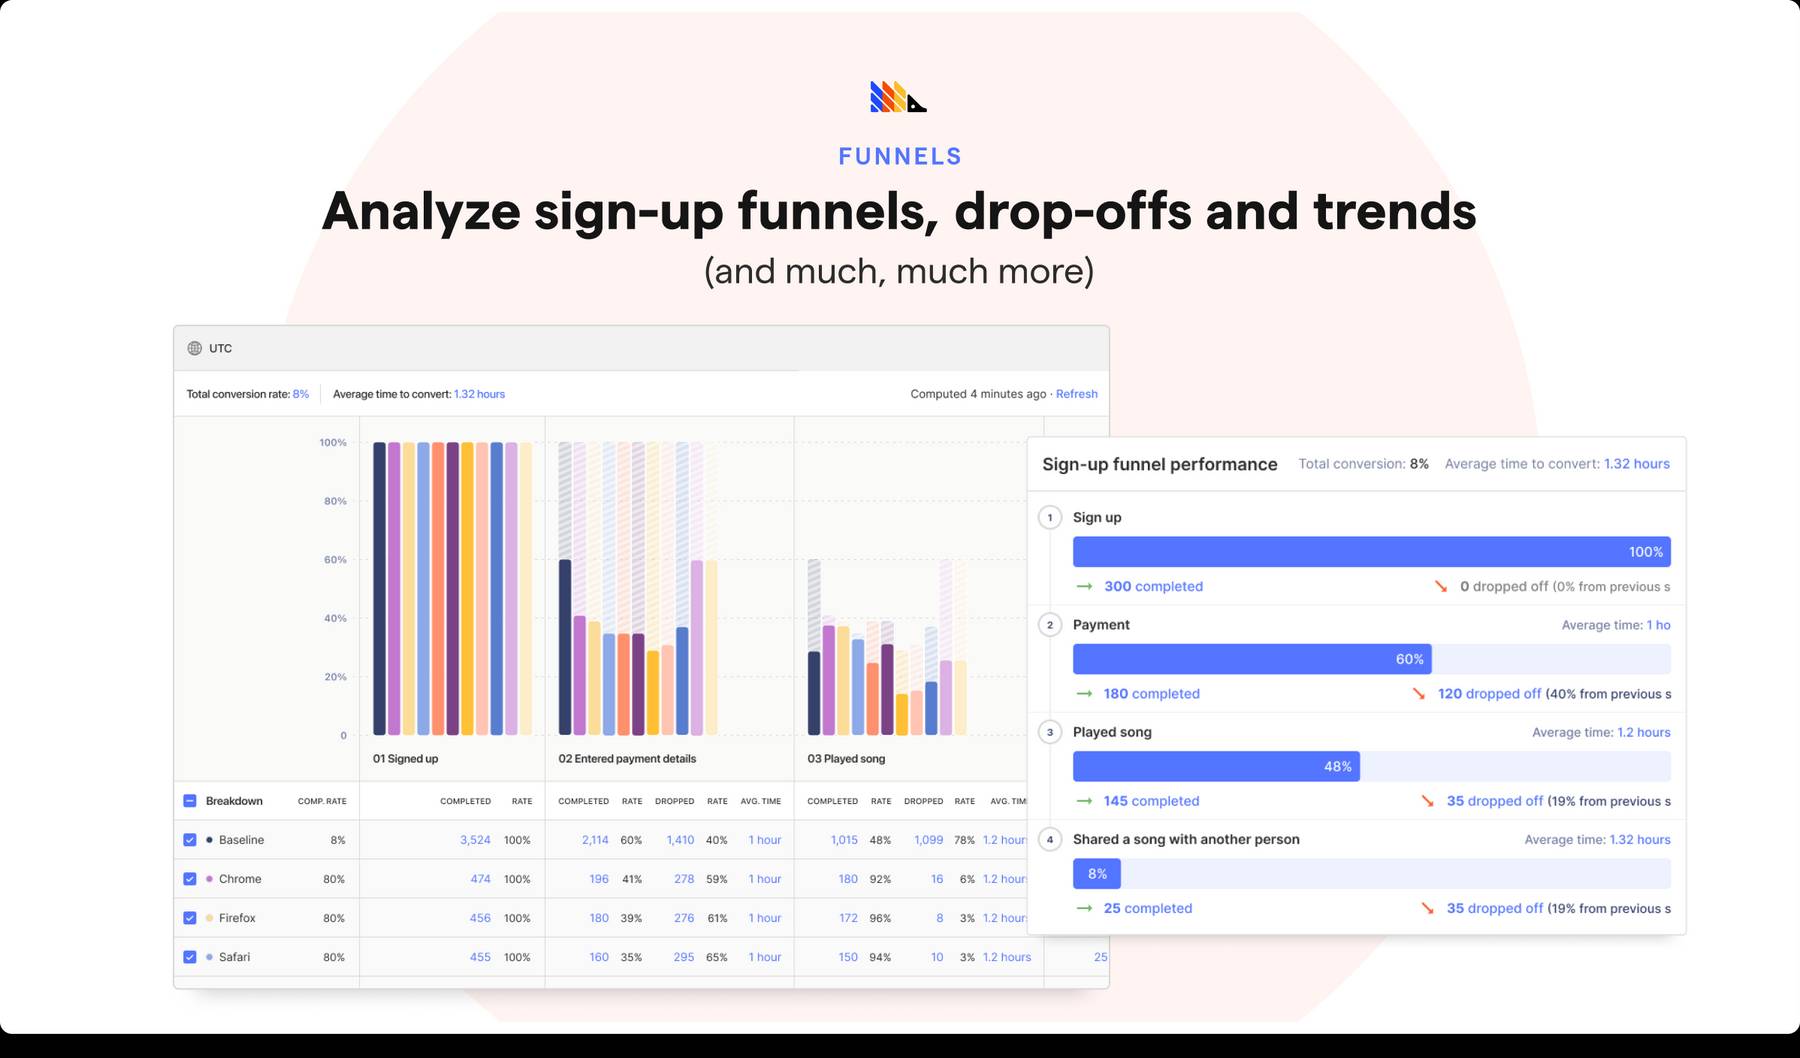 FUNNELS
Analyze sign-up funnels, drop-offs and trends
(and much, much more)
UTC
Total conversion rate: 8% Average time to convert: 1.32 hours Computed 4 minutes ago · Refresh
100%
80%
60%
40%
20%
0
01 Signed up 02 Entered payment details 03 Played song
Breakdown COMP. RATE COMPLETED RATE COMPLETED RATE DROPPED RATE AVG. TIME COMPLETED RATE DROPPED RATE AVG. TIM
Baseline 8% 3,524 100% 2,114 60% 1,410 40% 1 hour 1,015 48% 1,099 78% 1.2 hours
Chrome 80% 474 100% 196 41% 278 59% 1 hour 180 92% 16 6% 1.2 hours
Firefox 80% 456 100% 180 39% 276 61% 1 hour 172 96% 8 3% 1.2 hours
Safari 80% 455 100% 160 35% 295 65% 1 hour 150 94% 10 3% 1.2 hours 25
Sign-up funnel performance Total conversion: 8% Average time to convert: 1.32 hours
1 Sign up
100%
300 completed 0 dropped off (0% from previous s
2 Payment Average time: 1 ho
60%
180 completed 120 dropped off (40% from previous s
3 Played song Average time: 1.2 hours
48%
145 completed 35 dropped off (19% from previous s
4 Shared a song with another person Average time: 1.32 hours
8%
25 completed 35 dropped off (19% from previous s